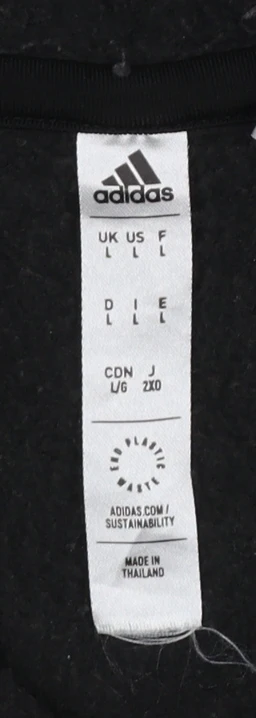 adidas
UK US F
L L L
D I E
L L L
CDN J
L/G 2XO
END PLASTIC WASTE
ADIDAS.COM/
SUSTAINABILITY
MADE IN
THAILAND